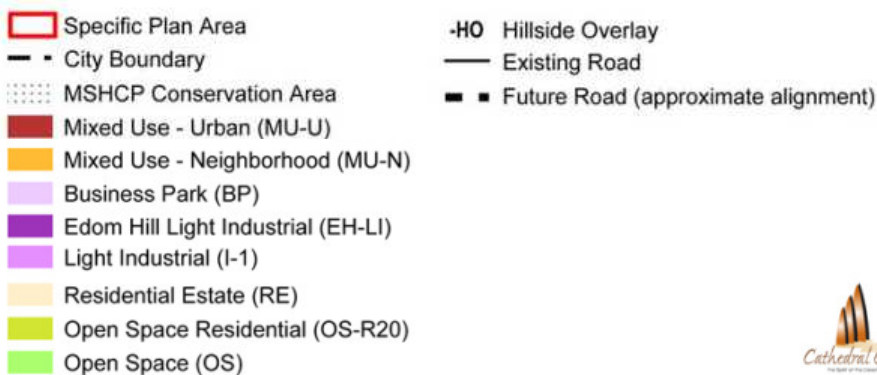 Specific Plan Area
City Boundary
MSHCP Conservation Area
Mixed Use - Urban (MU-U)
Mixed Use - Neighborhood (MU-N)
Business Park (BP)
Edom Hill Light Industrial (EH-LI)
Light Industrial (I-1)
Residential Estate (RE)
Open Space Residential (OS-R20)
Open Space (OS)
-HO Hillside Overlay
Existing Road
Future Road (approximate alignment)
Cathedral